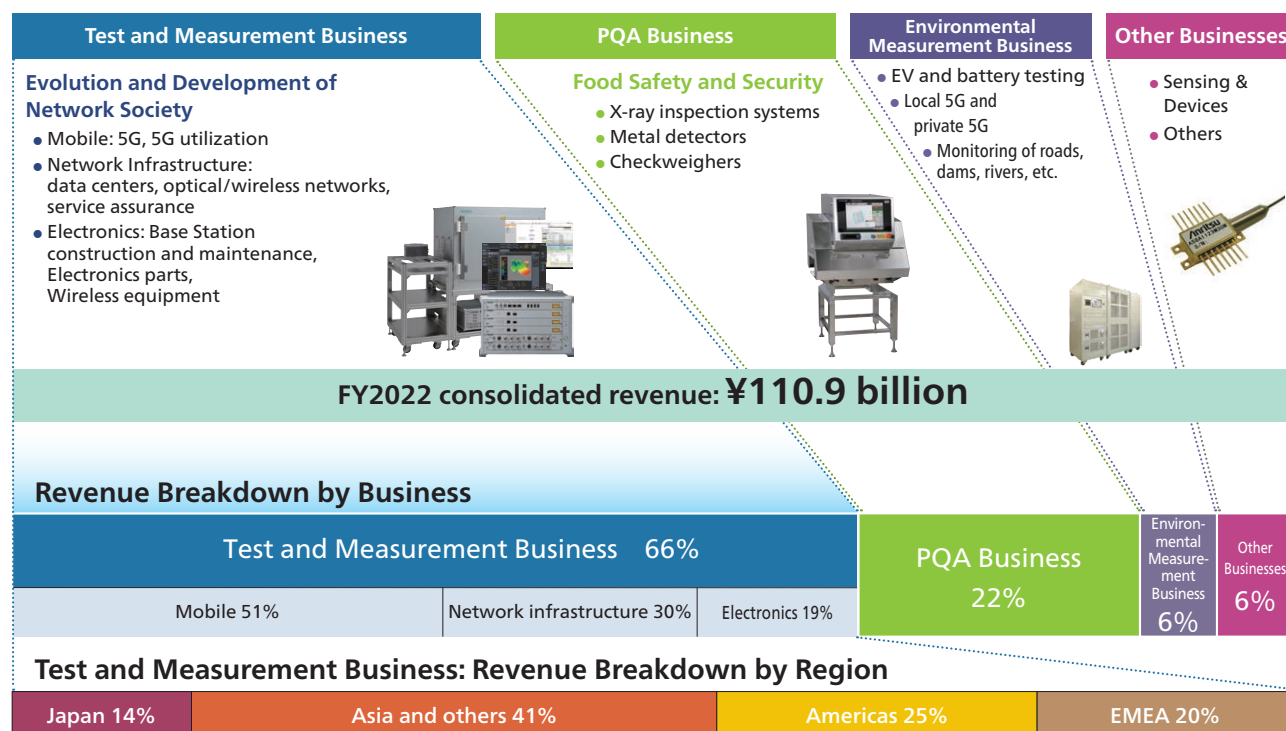 Test and Measurement Business
PQA Business
Environmental
Measurement Business
Other Businesses
Evolution and Development of
Network Society
• Mobile: 5G, 5G utilization
• Network Infrastructure:
data centers, optical/wireless networks,
service assurance
• Electronics: Base Station
construction and maintenance,
Electronics parts,
Wireless equipment
Food Safety and Security
• X-ray inspection systems
• Metal detectors
• Checkweighers
• EV and battery testing
• Local 5G and
private 5G
• Monitoring of roads,
dams, rivers, etc.
• Sensing &
Devices
• Others
Anritsu
FY2022 consolidated revenue: ¥110.9 billion
Revenue Breakdown by Business
Test and Measurement Business 66%
Mobile 51%
Network infrastructure 30%
Electronics 19%
PQA Business
22%
Environ-
mental
Measure-
ment
Business
6%
Other
Businesses
6%
Test and Measurement Business: Revenue Breakdown by Region
Japan 14%
Asia and others 41%
Americas 25%
EMEA 20%